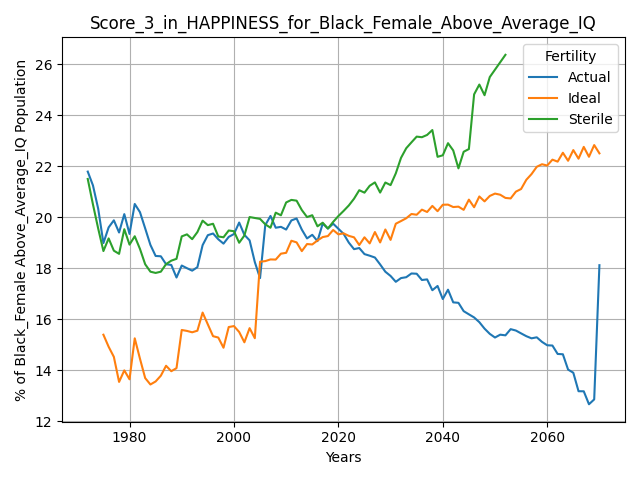 Score_3_in_HAPPINESS_for_Black_Female_Above_Average_IQ
% of Black_Female Above_Average_IQ Population
26
24
22
20
18
16
14
12
Fertility
Actual
Ideal
Sterile
1980
2000
2020
2040
2060
Years